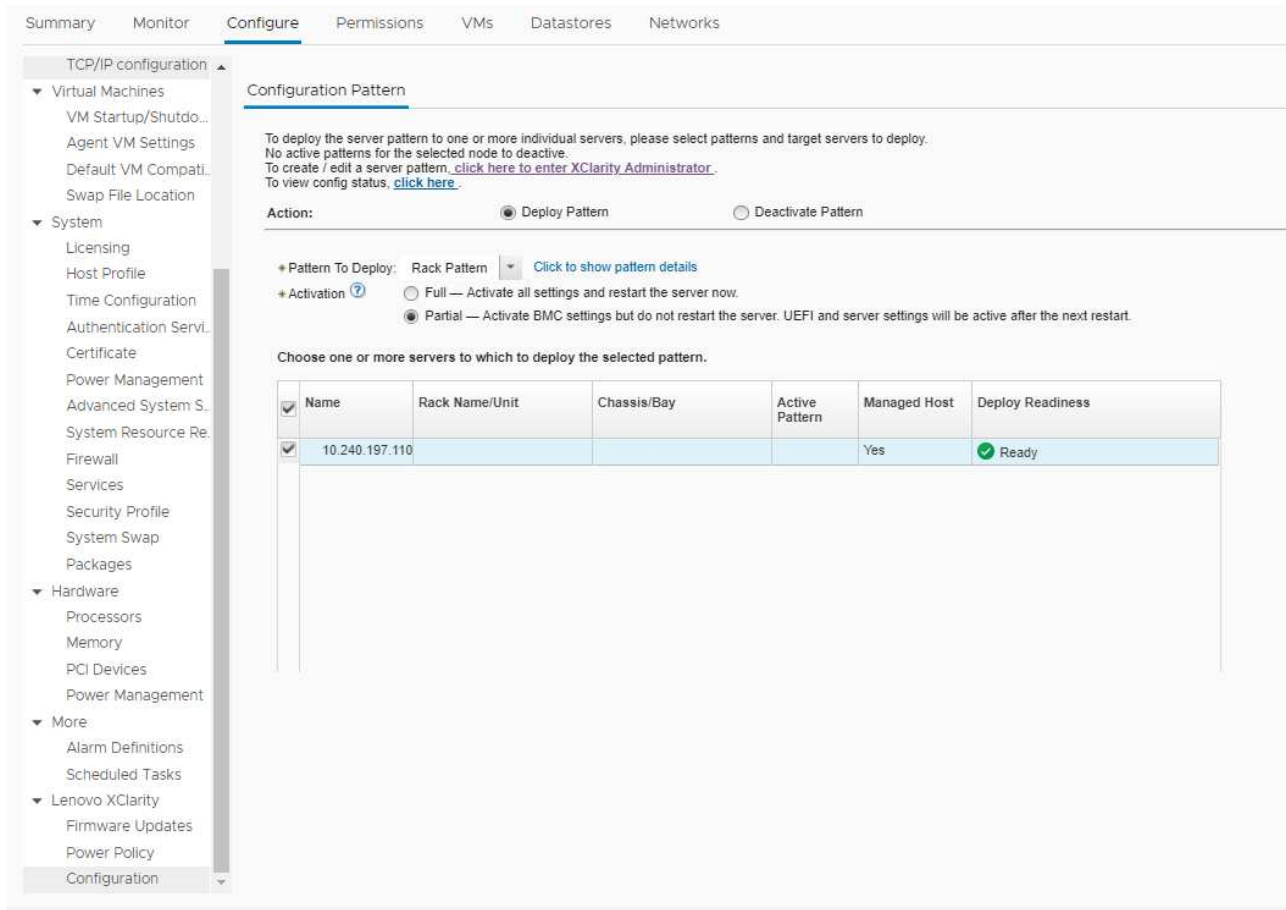 Summary Monitor Configure Permissions VMs Datastores Networks
TCP/IP configuration
Virtual Machines
VM Startup/Shutdo...
Agent VM Settings
Default VM Compati..
Swap File Location
System
Licensing
Host Profile
Time Configuration
Authentication Servi..
Certificate
Power Management
Advanced System S..
System Resource Re.
Firewall
Services
Security Profile
System Swap
Packages
Hardware
Processors
Memory
PCI Devices
Power Management
More
Alarm Definitions
Scheduled Tasks
Lenovo XClarity
Firmware Updates
Power Policy
Configuration
Configuration Pattern
To deploy the server pattern to one or more individual servers, please select patterns and target servers to deploy.
No active patterns for the selected node to deactive.
To create / edit a server pattern, click here to enter XClarity Administrator .
To view config status, click here .
Action: Deploy Pattern Deactivate Pattern
Pattern To Deploy: Rack Pattern Click to show pattern details
Activation ? Full — Activate all settings and restart the server now.
Partial — Activate BMC settings but do not restart the server. UEFI and server settings will be active after the next restart.
Choose one or more servers to which to deploy the selected pattern.
Name Rack Name/Unit Chassis/Bay Active Pattern Managed Host Deploy Readiness
10.240.197.110 Yes Ready